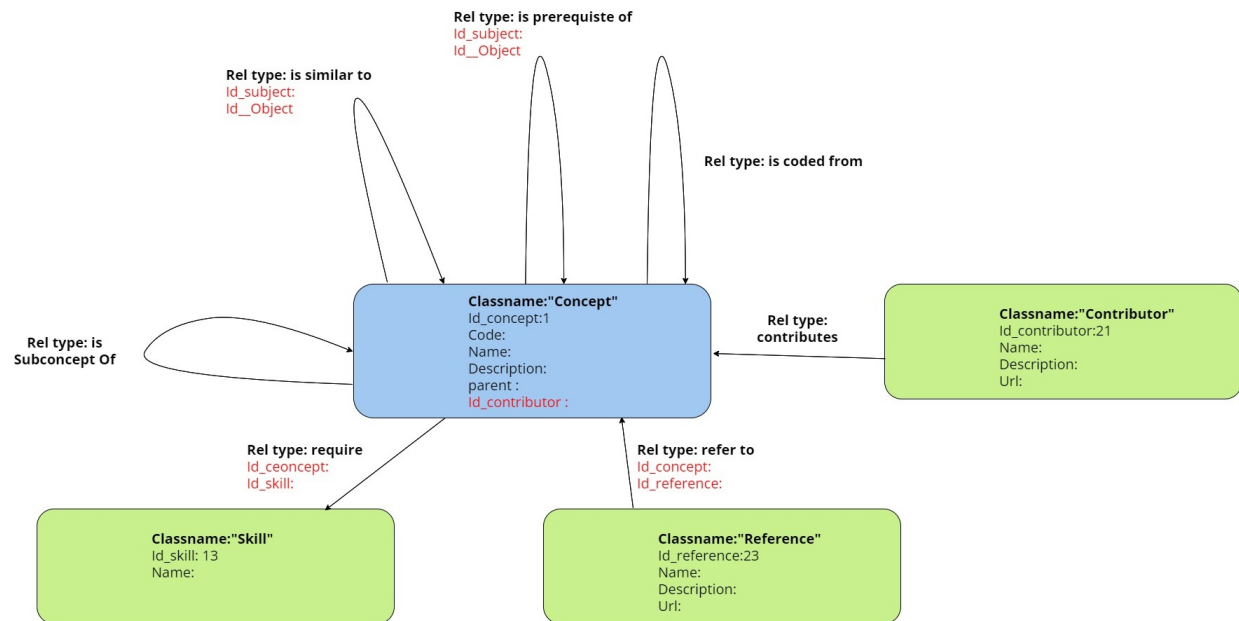 Rel type: is prerequiste of
Id_subject:
Id__Object
Rel type: is similar to
Id_subject:
Id__Object
Rel type: is coded from
Classname:"Concept"
Id_concept:1
Code:
Name:
Description:
parent :
Id_contributor :
Rel type:
contributes
Classname:"Contributor"
Id_contributor:21
Name:
Description:
Url:
Rel type: is
Subconcept Of
Rel type: require
Id_ceoncept:
Id_skill:
Rel type: refer to
Id_concept:
Id_reference:
Classname:"Skill"
Id_skill: 13
Name:
Classname:"Reference"
Id_reference:23
Name:
Description:
Url: